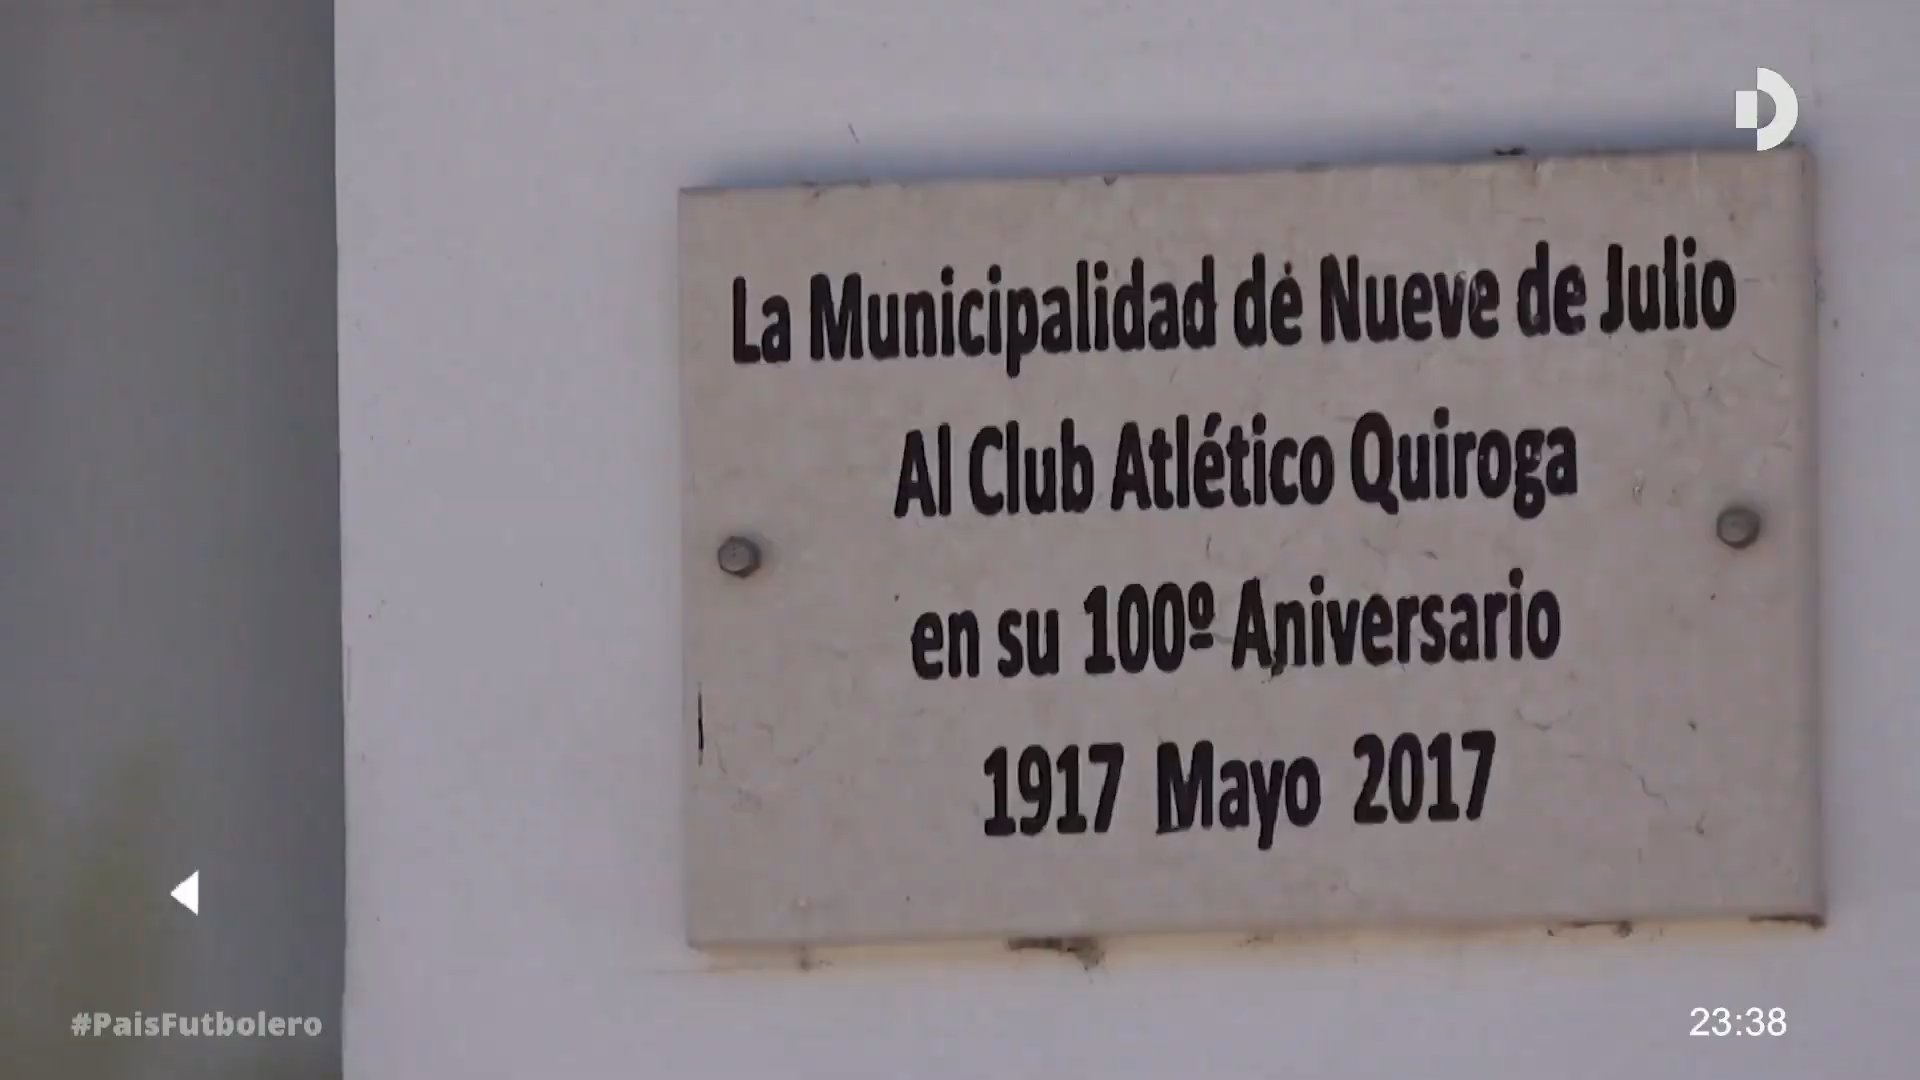 La Municipalidad de Nueve de Julio
Al Club Atlético Quiroga
en su 100º Aniversario
1917 Mayo 2017
#PaisFutbolero
23:38